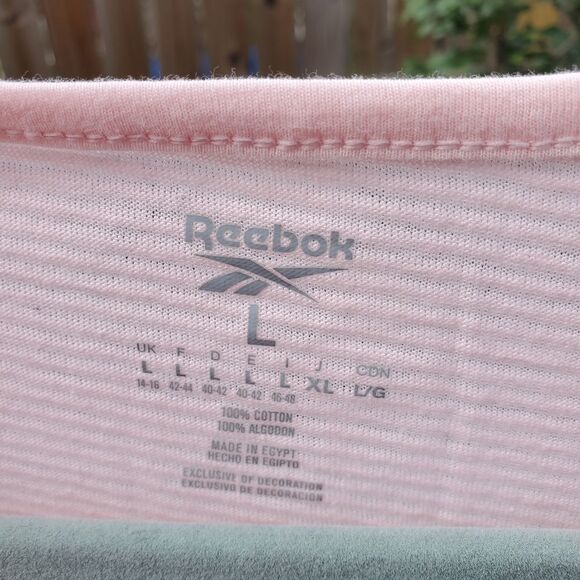 Reebok
L
UK F D E I J CDN
L L L L L XL L/G
14-16 42-44 40-42 40-42 46-48
100% COTTON
100% ALGODON
MADE IN EGYPT
HECHO EN EGIPTO
EXCLUSIVE OF DECORATION
EXCLUSIVO DE DECORACION